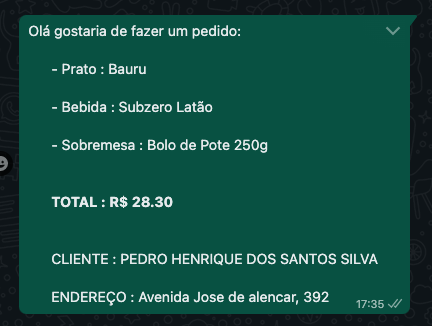 Olá gostaria de fazer um pedido:
- Prato : Bauru
- Bebida : Subzero Latão
- Sobremesa : Bolo de Pote 250g
TOTAL : R$ 28.30
CLIENTE : PEDRO HENRIQUE DOS SANTOS SILVA
ENDEREÇO : Avenida Jose de alencar, 392
17:35